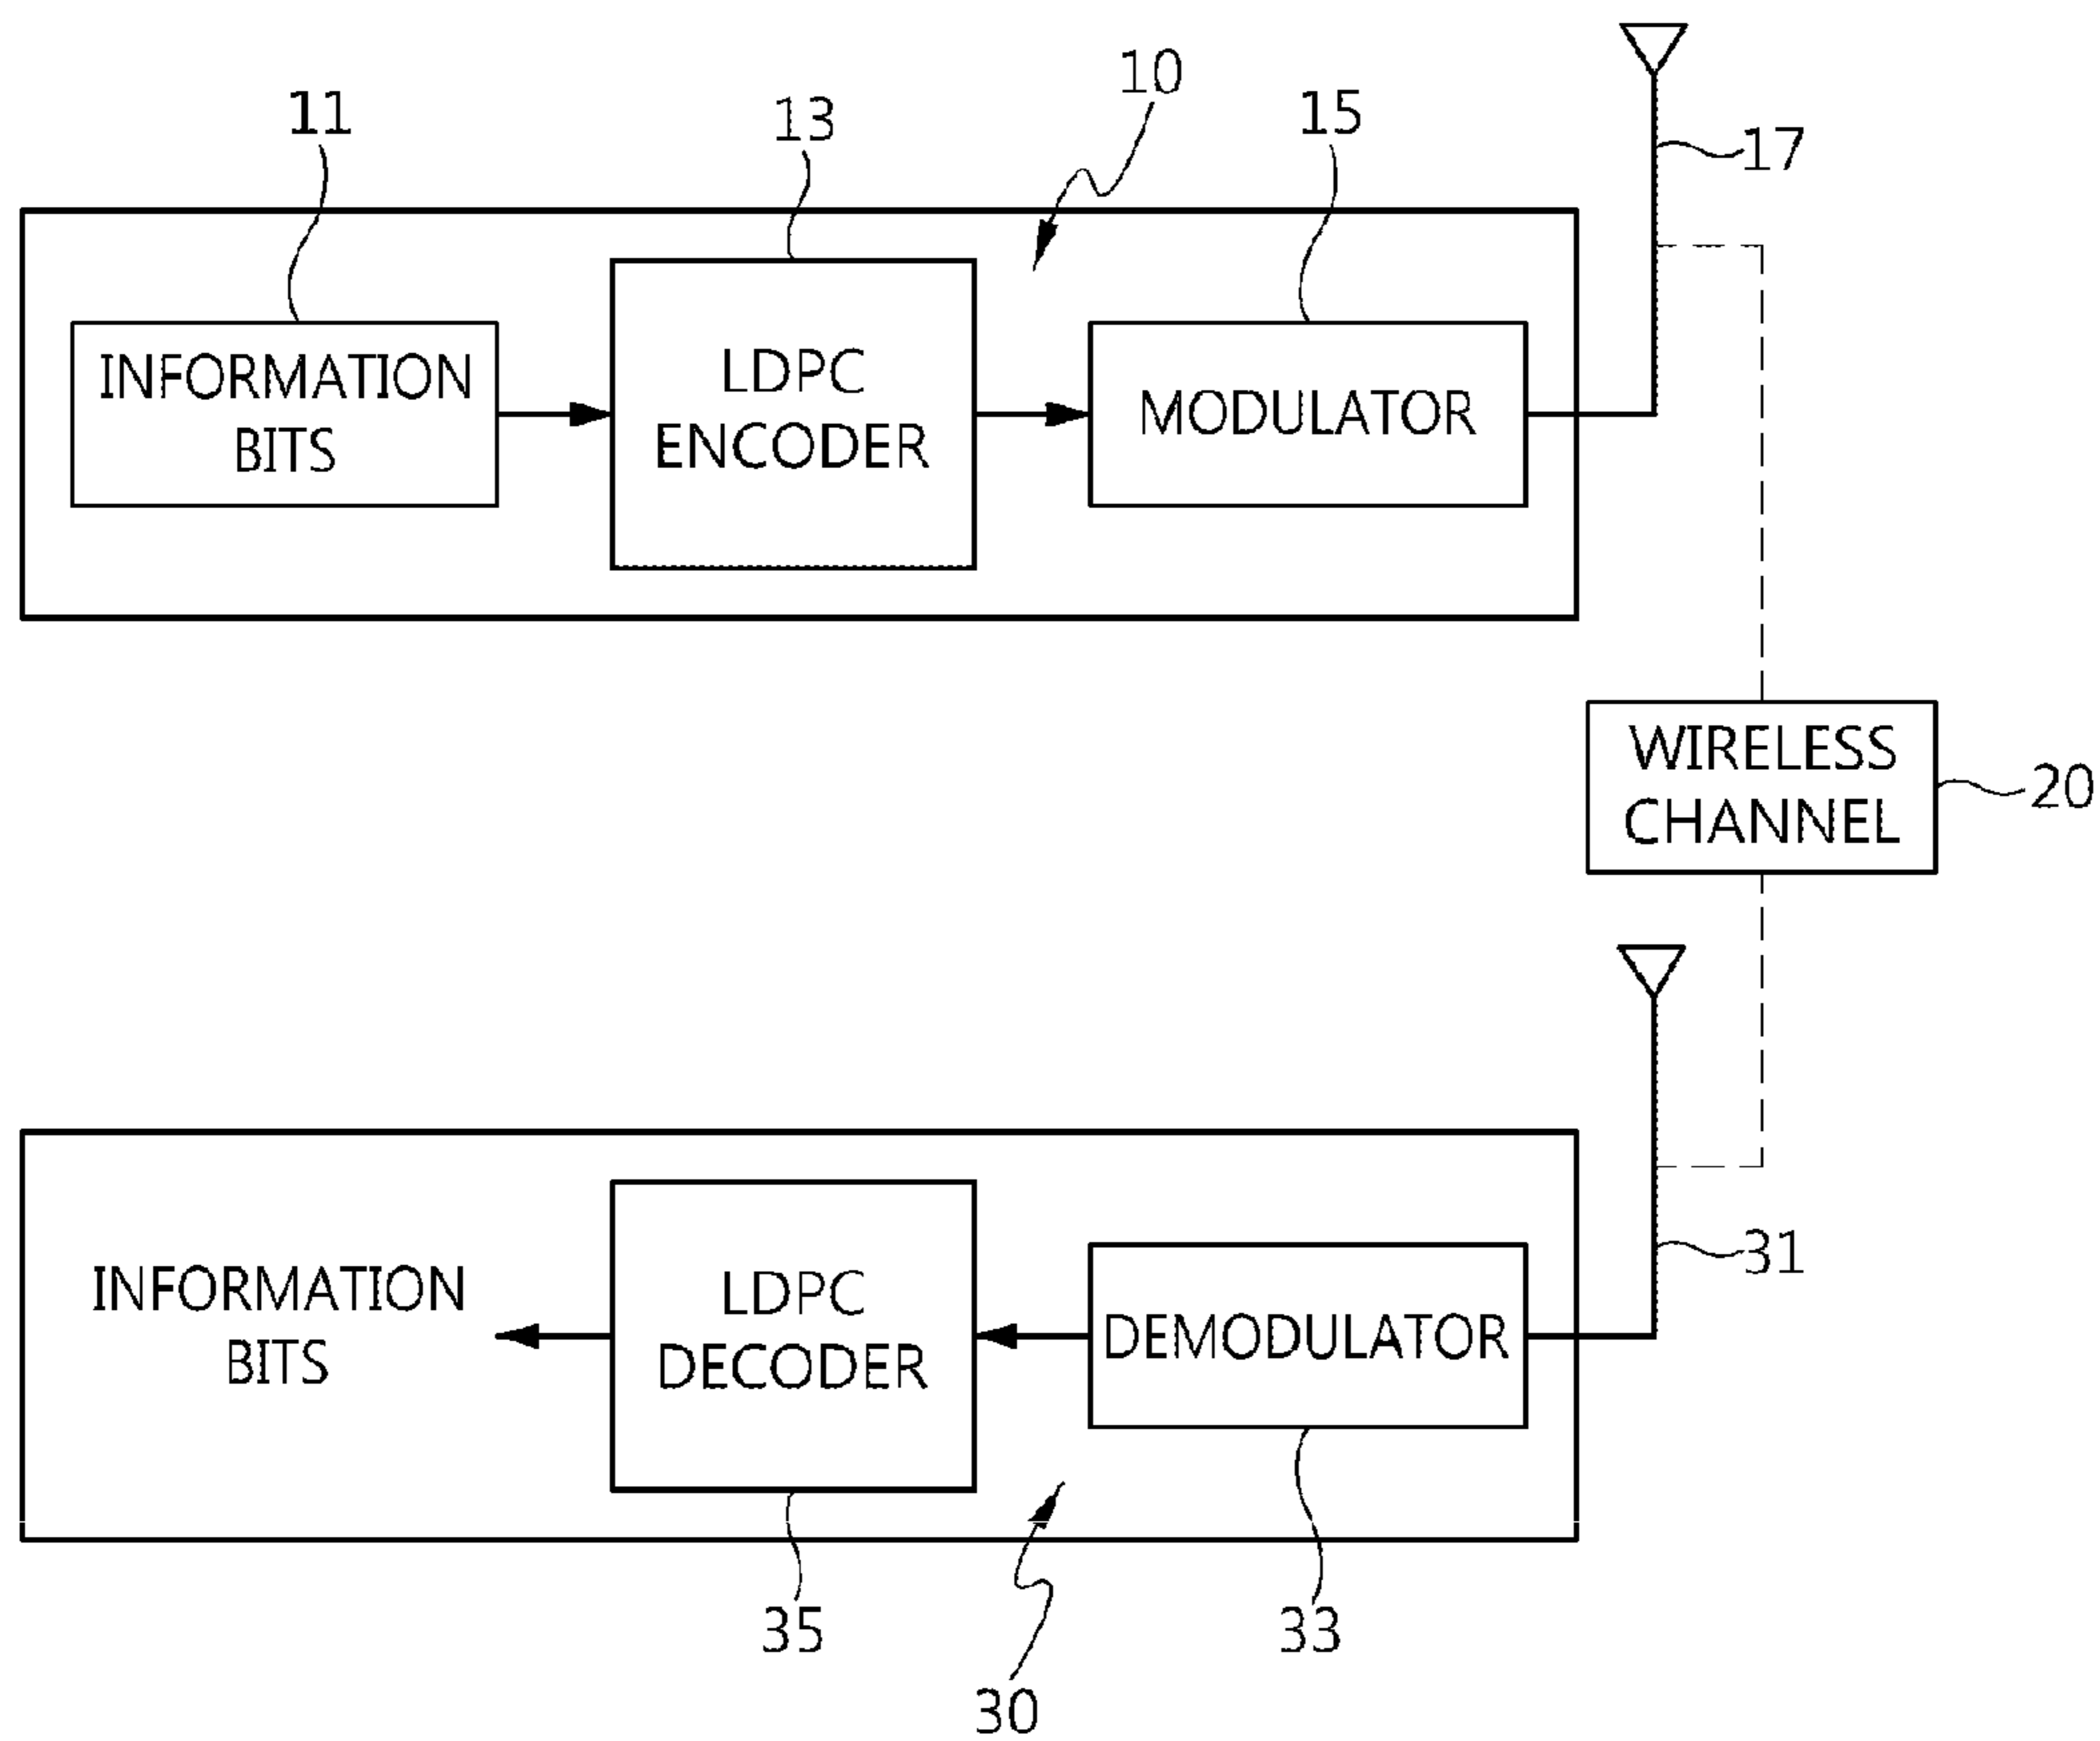 10
11
13
15
17
INFORMATION
BITS
LDPC
ENCODER
MODULATOR
WIRELESS
CHANNEL
20
31
INFORMATION
BITS
LDPC
DECODER
DEMODULATOR
35
33
30